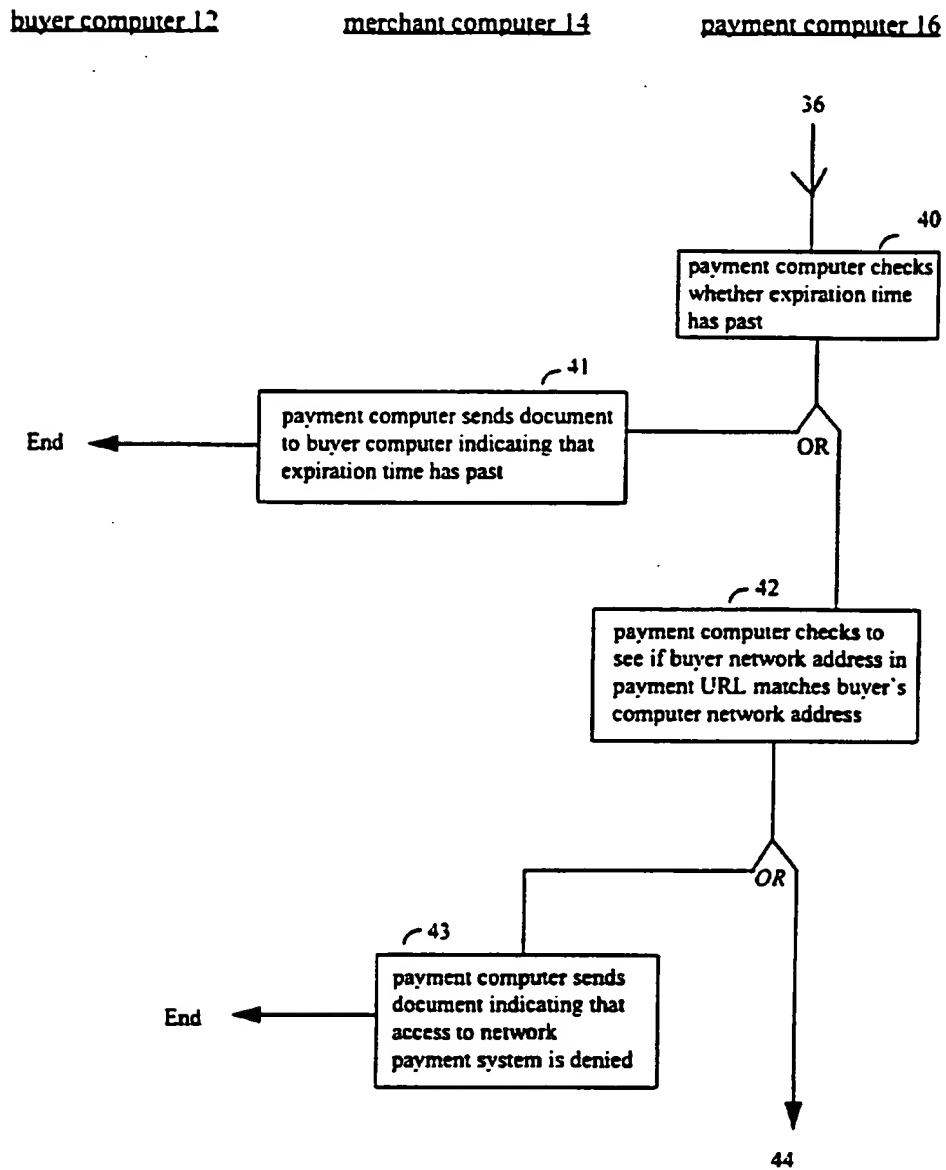 buyer computer 12
merchant computer 14
payment computer 16
36
40
payment computer checks
whether expiration time
has past
41
payment computer sends document
to buyer computer indicating that
expiration time has past
End
OR
42
payment computer checks to
see if buyer network address in
payment URL matches buyer's
computer network address
OR
43
payment computer sends
document indicating that
access to network
payment system is denied
End
44